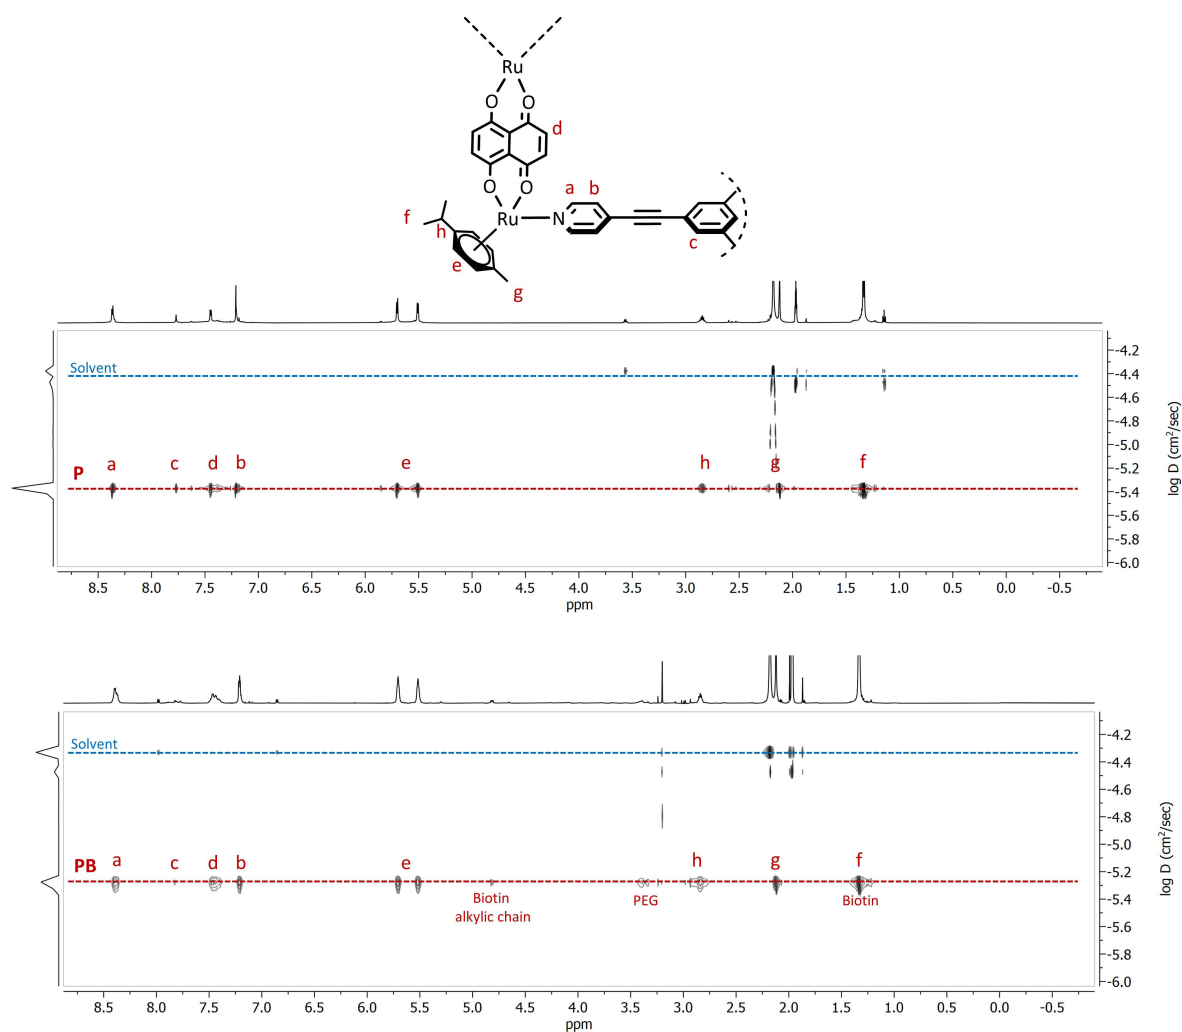 Ru
O
O
d
O
O
a
b
f
h
Ru
N
c
e
g
Solvent
P
a
c
d
b
e
h
g
f
-4.2
-4.4
-4.6
-4.8
-5.0
-5.2
-5.4
-5.6
-5.8
-6.0
log D (cm²/sec)
8.5 8.0 7.5 7.0 6.5 6.0 5.5 5.0 4.5 4.0 3.5 3.0 2.5 2.0 1.5 1.0 0.5 0.0 -0.5
ppm
Solvent
PB
a
c
d
b
e
h
g
f
Biotin
alkylic chain
PEG
Biotin
-4.2
-4.4
-4.6
-4.8
-5.0
-5.2
-5.4
-5.6
-5.8
-6.0
log D (cm²/sec)
8.5 8.0 7.5 7.0 6.5 6.0 5.5 5.0 4.5 4.0 3.5 3.0 2.5 2.0 1.5 1.0 0.5 0.0 -0.5
ppm